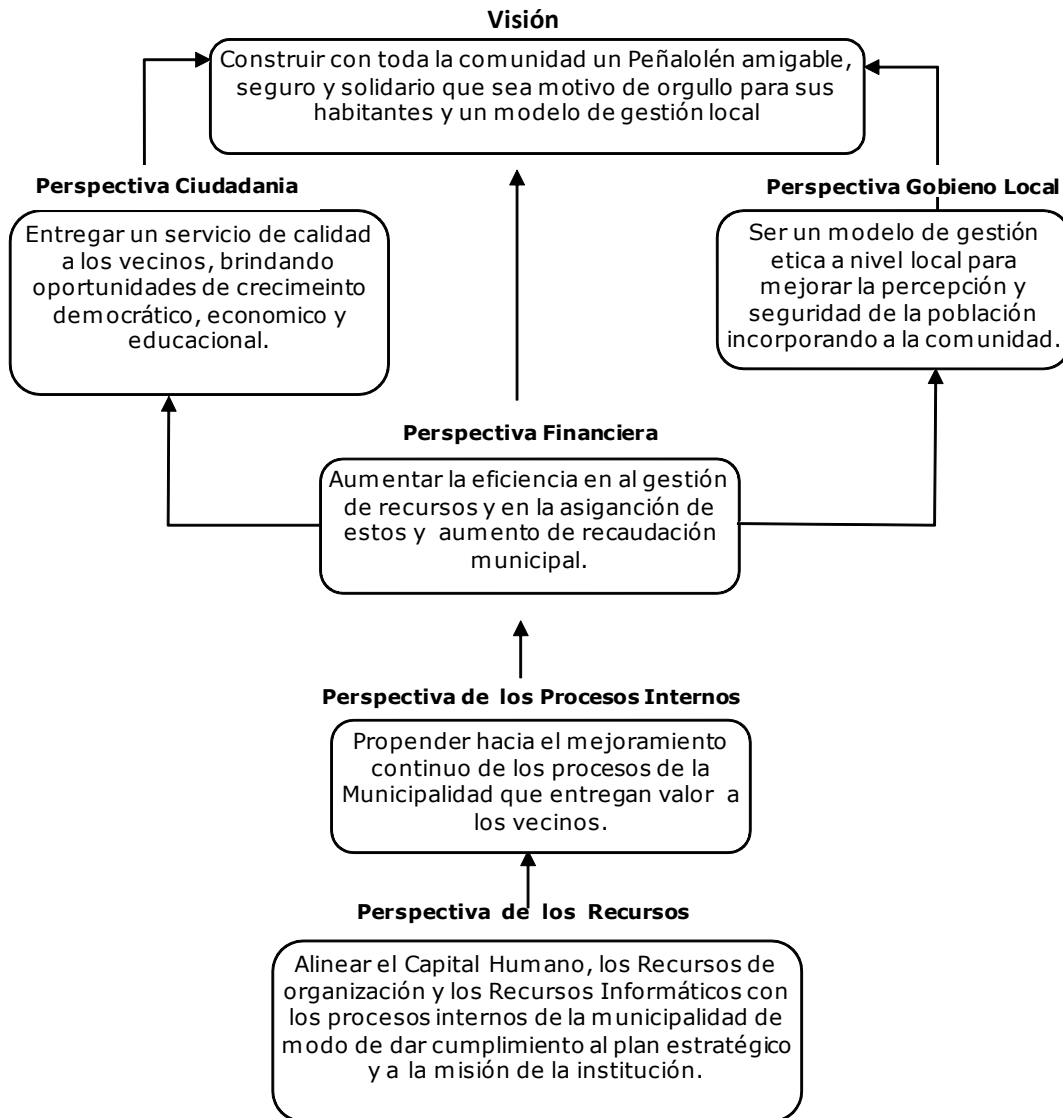 Visión
Construir con toda la comunidad un Peñalolén amigable,
seguro y solidario que sea motivo de orgullo para sus
habitantes y un modelo de gestión local
Perspectiva Ciudadania
Entregar un servicio de calidad
a los vecinos, brindando
oportunidades de crecimeinto
democrático, economico y
educacional.
Perspectiva Gobieno Local
Ser un modelo de gestión
etica a nivel local para
mejorar la percepción y
seguridad de la población
incorporando a la comunidad.
Perspectiva Financiera
Aumentar la eficiencia en al gestión
de recursos y en la asigանción de
estos y aumento de recaudación
municipal.
Perspectiva de los Procesos Internos
Propender hacia el mejoramiento
continuo de los procesos de la
Municipalidad que entregan valor a
los vecinos.
Perspectiva de los Recursos
Alinear el Capital Humano, los Recursos de
organización y los Recursos Informáticos con
los procesos internos de la municipalidad de
modo de dar cumplimiento al plan estratégico
y a la misión de la institución.